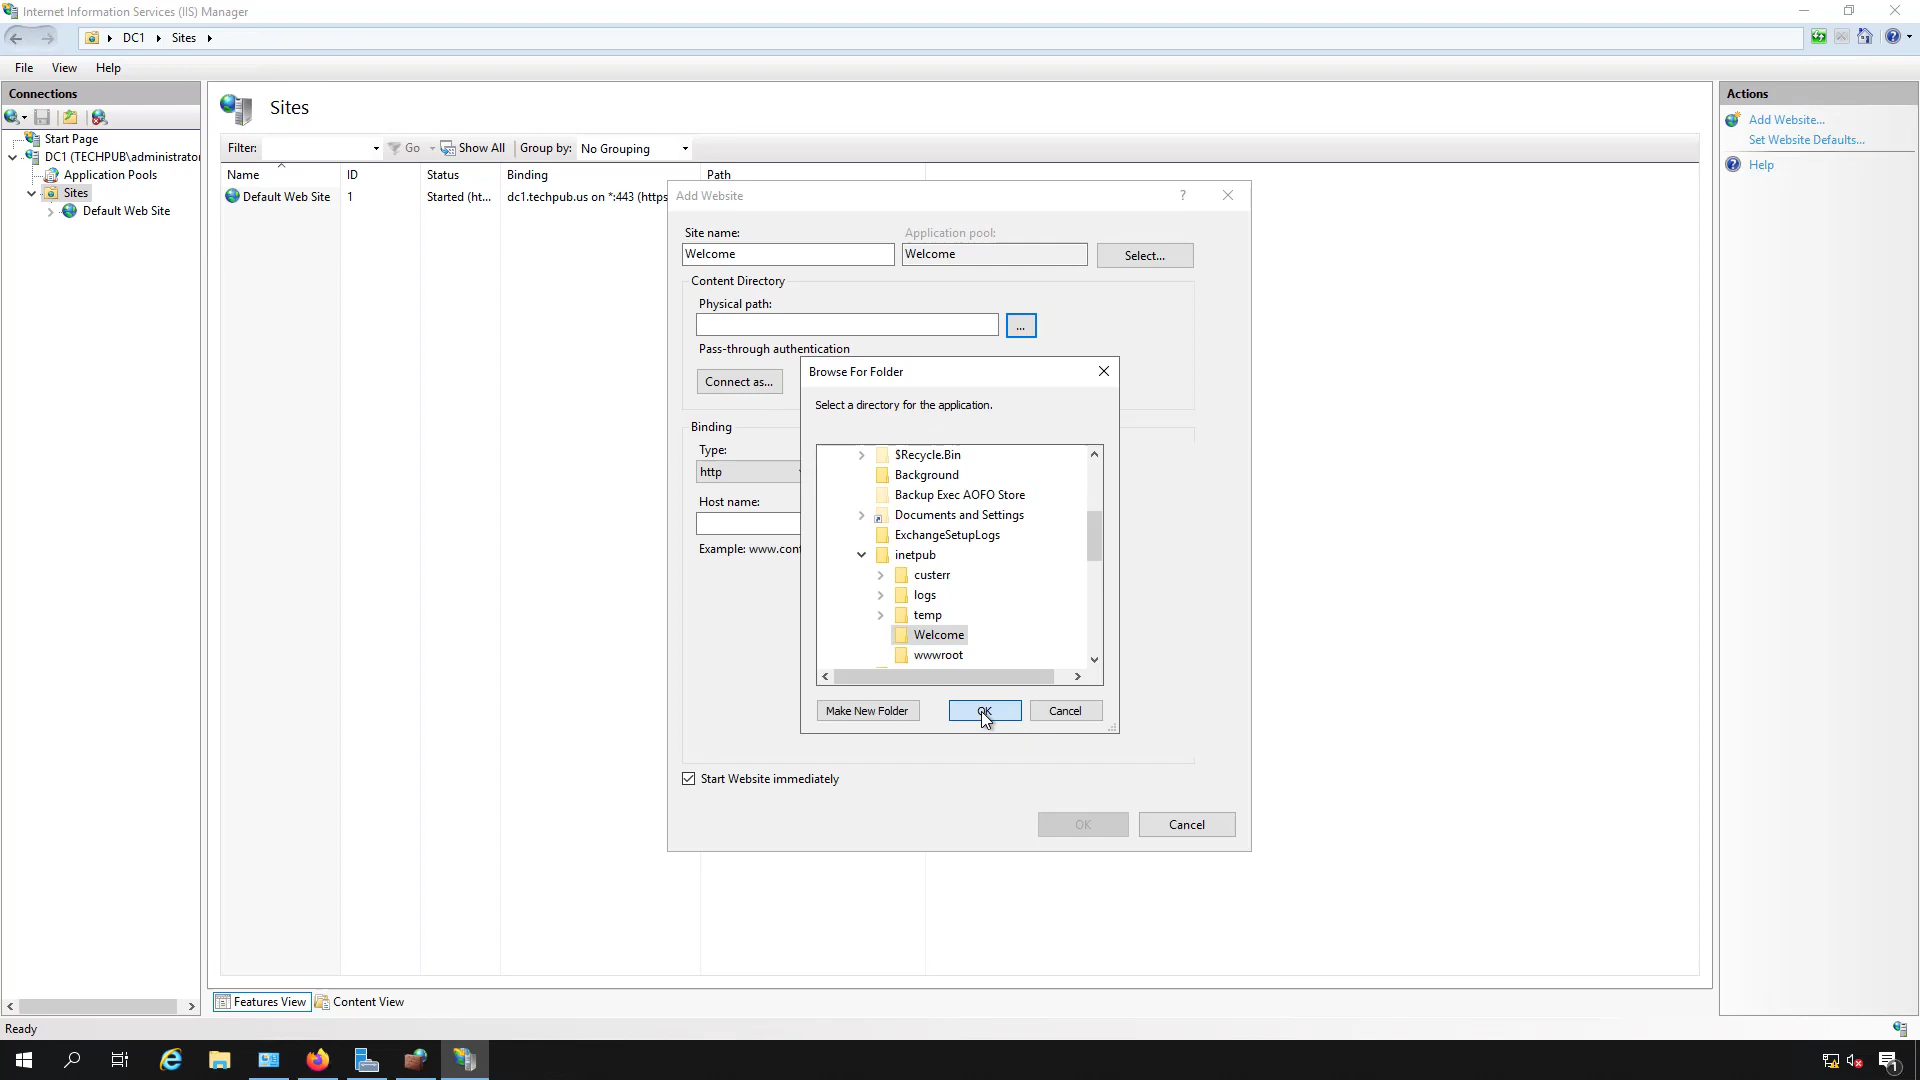 Internet Information Services (IIS) Manager
DC1
Sites
File
View
Help
Connections
Start Page
DC1 (TECHPUB\administrator
Application Pools
Sites
Default Web Site
Sites
Filter:
Go
Show All
Group by:
No Grouping
Name
ID
Status
Binding
Path
Default Web Site
1
Started (ht...
dc1.techpub.us on *:443 (https
Add Website
?
Site name:
Application pool:
Welcome
Welcome
Select...
Content Directory
Physical path:
...
Pass-through authentication
Connect as...
Binding
Type:
http
Host name:
Example: www.cont
Browse For Folder
Select a directory for the application.
$Recycle.Bin
Background
Backup Exec AOFO Store
Documents and Settings
ExchangeSetupLogs
inetpub
custerr
logs
temp
Welcome
wwwroot
Make New Folder
OK
Cancel
Start Website immediately
OK
Cancel
Actions
Add Website...
Set Website Defaults...
Help
Features View
Content View
Ready
1